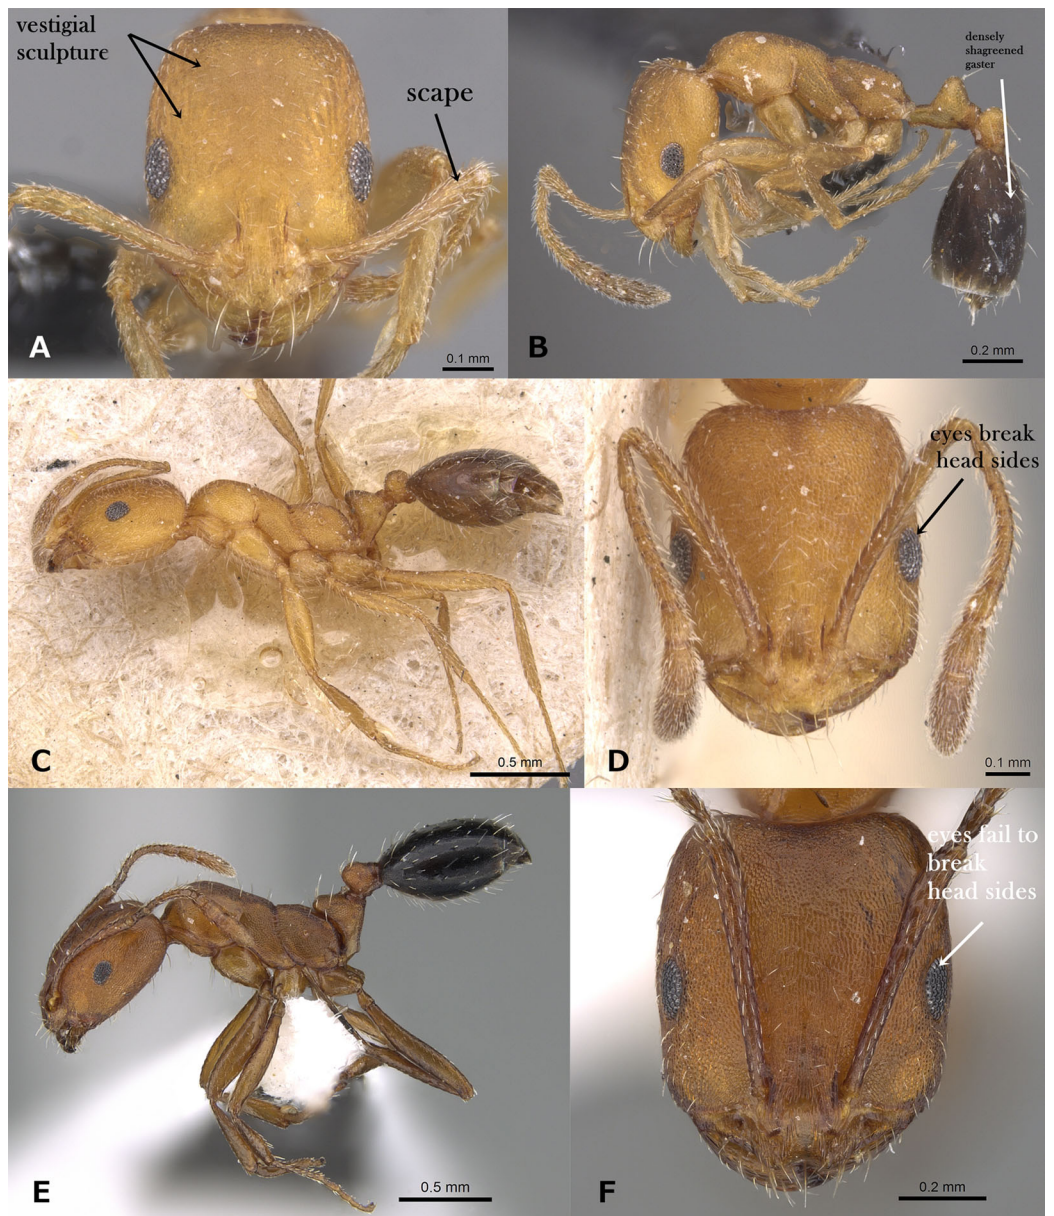 vestigial
sculpture
scape
A
0.1 mm
densely
shagreened
gaster
B
0.2 mm
C
0.5 mm
eyes break
head sides
D
0.1 mm
E
0.5 mm
eyes fail to
break
head sides
F
0.2 mm